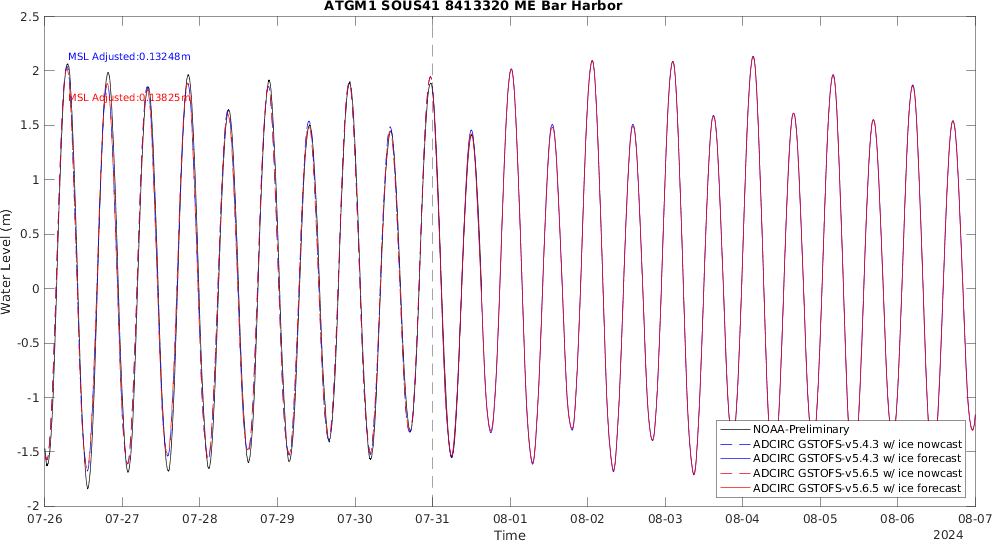 ATGM1 SOUS41 8413320 ME Bar Harbor
2.5
2
1.5
1
0.5
0
-0.5
-1
-1.5
-2
Water Level (m)
MSL Adjusted:0.13248m
MSL Adjusted:0.13825m
NOAA-Preliminary
ADCIRC GSTOFS-v5.4.3 w/ ice nowcast
ADCIRC GSTOFS-v5.4.3 w/ ice forecast
ADCIRC GSTOFS-v5.6.5 w/ ice nowcast
ADCIRC GSTOFS-v5.6.5 w/ ice forecast
07-26 07-27 07-28 07-29 07-30 07-31 08-01 08-02 08-03 08-04 08-05 08-06 08-07
Time
2024